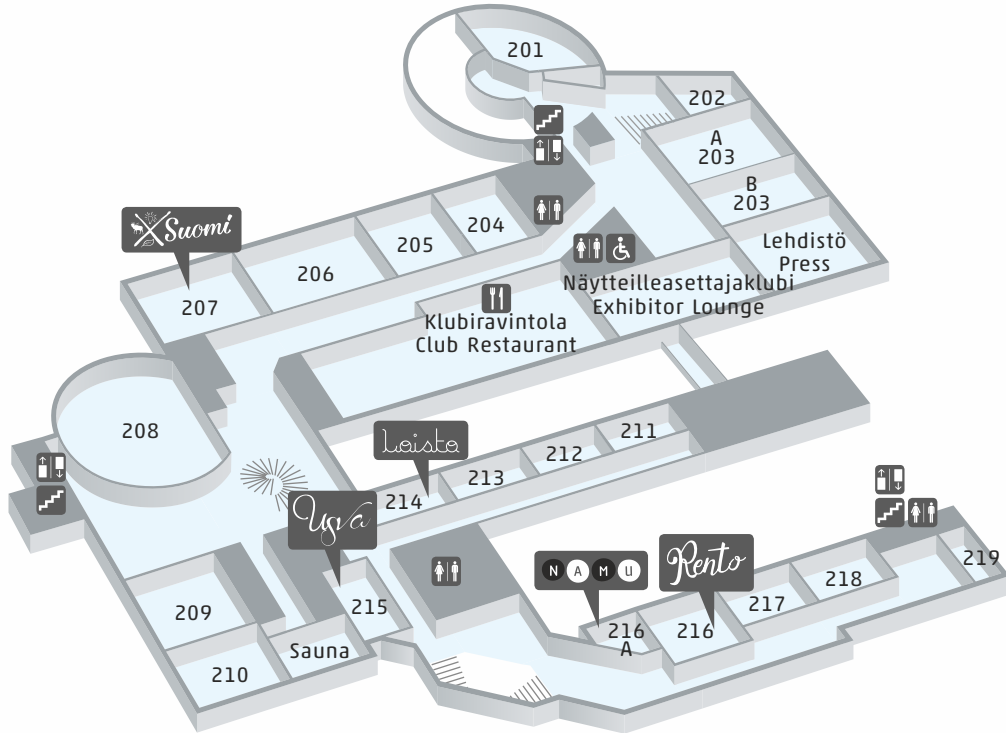 201
202
A
203
B
203
Lehdistö
Press
204
205
206
Suomi
207
Näytteilleasettajaklubi
Exhibitor Lounge
Klubiravintola
Club Restaurant
208
Loisto
211
212
213
214
Usva
215
NAMU
Rento
216
A
216
217
218
219
209
210
Sauna